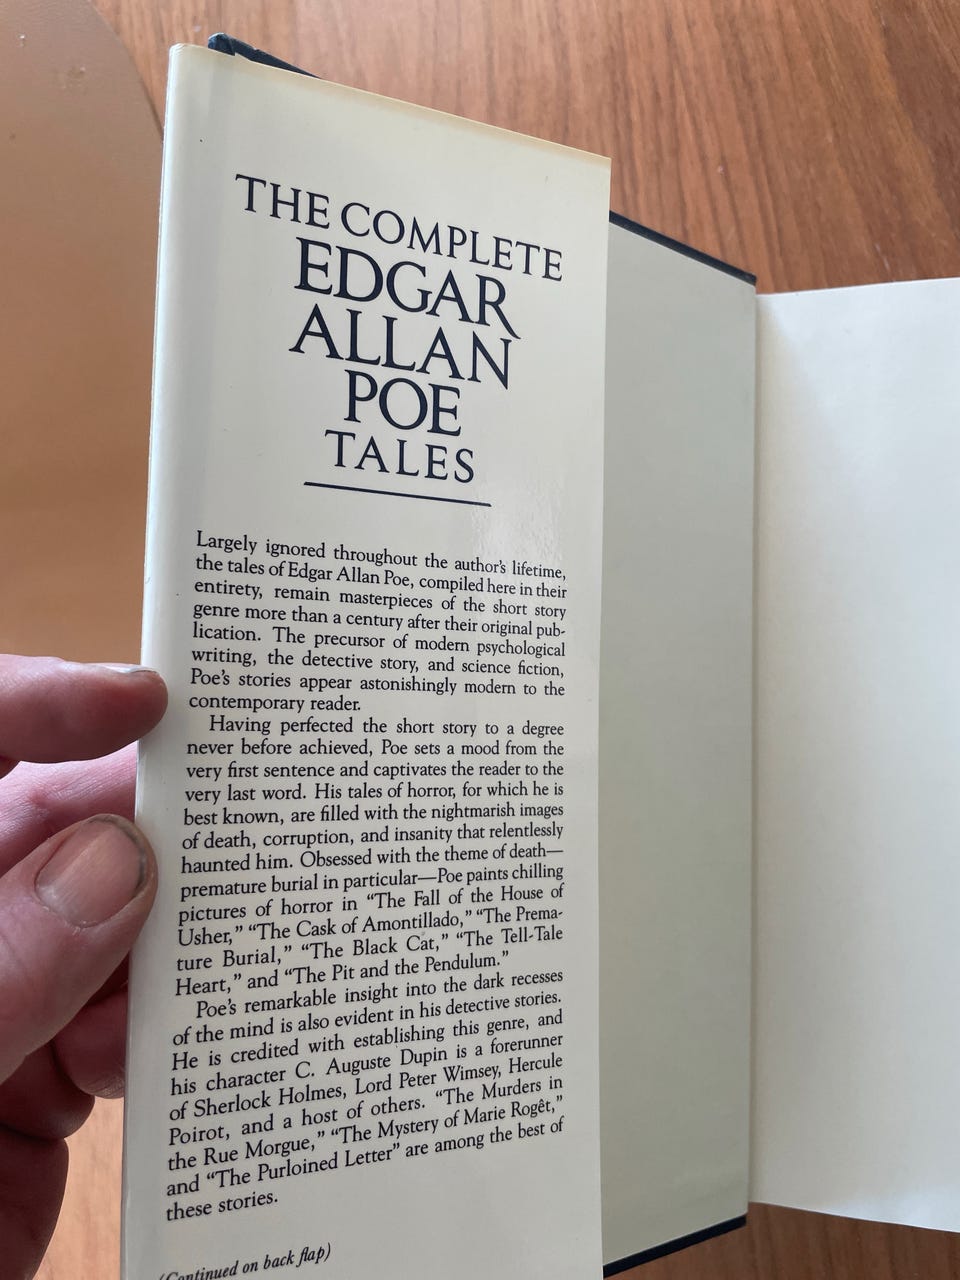 THE COMPLETE
EDGAR
ALLAN
POE
TALES
Largely ignored throughout the author's lifetime,
the tales of Edgar Allan Poe, compiled here in their
entirety, remain masterpieces of the short story
genre more than a century after their original pub-
lication. The precursor of modern psychological
writing, the detective story, and science fiction,
Poe's stories appear astonishingly modern to the
contemporary reader.
Having perfected the short story to a degree
never before achieved, Poe sets a mood from the
very first sentence and captivates the reader to the
very last word. His tales of horror, for which he is
best known, are filled with the nightmarish images
of death, corruption, and insanity that relentlessly
haunted him. Obsessed with the theme of death—
premature burial in particular—Poe paints chilling
pictures of horror in “The Fall of the House of
Usher,” “The Cask of Amontillado,” “The Prema-
ture Burial,” “The Black Cat,” “The Tell-Tale
Heart,” and “The Pit and the Pendulum.”
Poe's remarkable insight into the dark recesses
of the mind is also evident in his detective stories.
He is credited with establishing this genre, and
his character C. Auguste Dupin is a forerunner
of Sherlock Holmes, Lord Peter Wimsey, Hercule
Poirot, and a host of others. “The Murders in
the Rue Morgue,” “The Mystery of Marie Rogêt,”
and “The Purloined Letter” are among the best of
these stories.
(Continued on back flap)